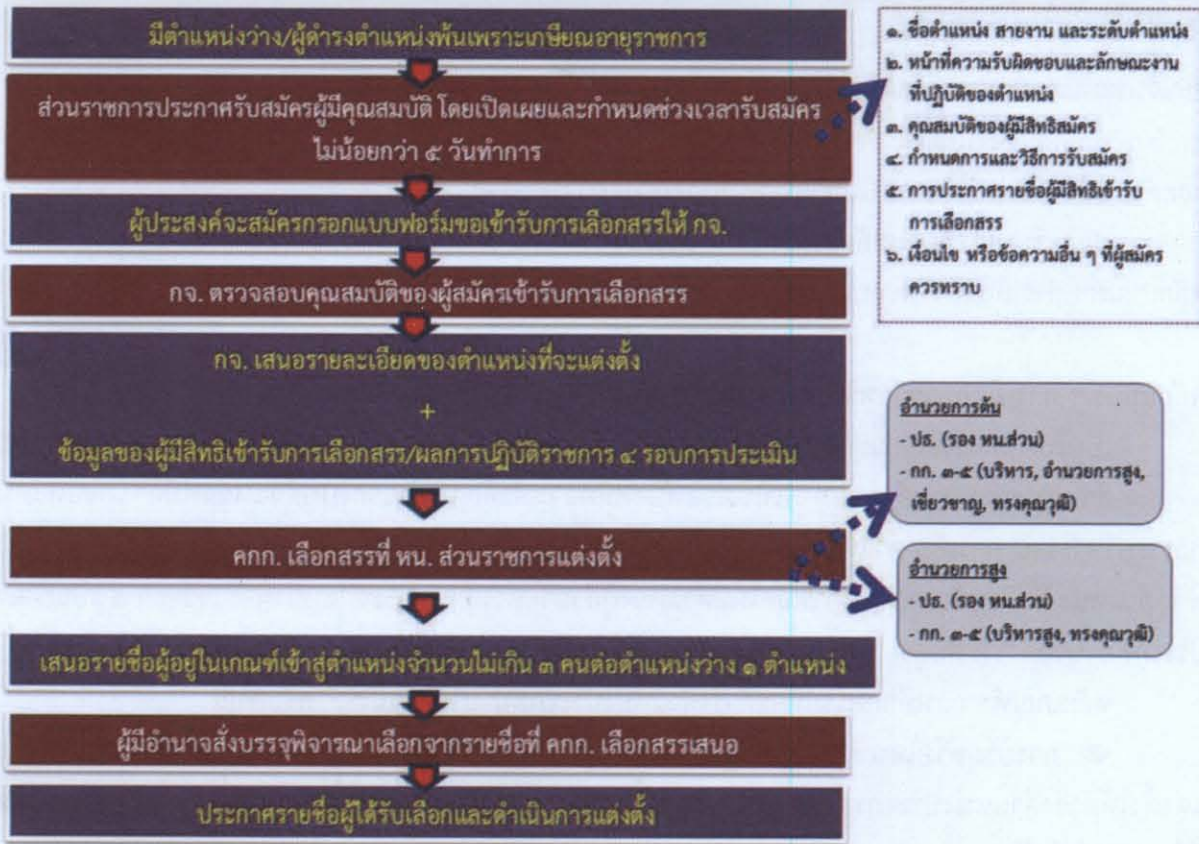 มีตำแหน่งว่าง/ผู้ดำรงตำแหน่งพ้นเพราะเกษียณอายุราชการ
ส่วนราชการประกาศรับสมัครผู้มีคุณสมบัติ โดยเปิดเผยและกำหนดช่วงเวลารับสมัคร
ไม่น้อยกว่า ๕ วันทำการ
๑. ชื่อตำแหน่ง สายงาน และระดับตำแหน่ง
๒. หน้าที่ความรับผิดชอบและลักษณะงาน
ที่ปฏิบัติของตำแหน่ง
๓. คุณสมบัติของผู้มีสิทธิสมัคร
๔. กำหนดการและวิธีการรับสมัคร
๕. การประกาศรายชื่อผู้มีสิทธิเข้ารับ
การเลือกสรร
๖. เงื่อนไข หรือข้อความอื่น ๆ ที่ผู้สมัคร
ควรทราบ
ผู้ประสงค์จะสมัครกรอกแบบฟอร์มขอเข้ารับการเลือกสรรให้ กจ.
กจ. ตรวจสอบคุณสมบัติของผู้สมัครเข้ารับการเลือกสรร
กจ. เสนอรายละเอียดของตำแหน่งที่จะแต่งตั้ง
+
ข้อมูลของผู้มีสิทธิเข้ารับการเลือกสรร/ผลการปฏิบัติราชการ ๔ รอบการประเมิน
คกก. เลือกสรรที่ หน. ส่วนราชการแต่งตั้ง
อำนวยการต้น
- ปธ. (รอง หน.ส่วน)
- กก. ๓-๕ (บริหาร, อำนวยการสูง,
เชี่ยวชาญ, ทรงคุณวุฒิ)
อำนวยการสูง
- ปธ. (รอง หน.ส่วน)
- กก. ๓-๕ (บริหารสูง, ทรงคุณวุฒิ)
เสนอรายชื่อผู้อยู่ในเกณฑ์เข้าสู่ตำแหน่งจำนวนไม่เกิน ๓ คนต่อตำแหน่งว่าง ๑ ตำแหน่ง
ผู้มีอำนาจสั่งบรรจุพิจารณาเลือกจากรายชื่อที่ คกก. เลือกสรรเสนอ
ประกาศรายชื่อผู้ได้รับเลือกและดำเนินการแต่งตั้ง